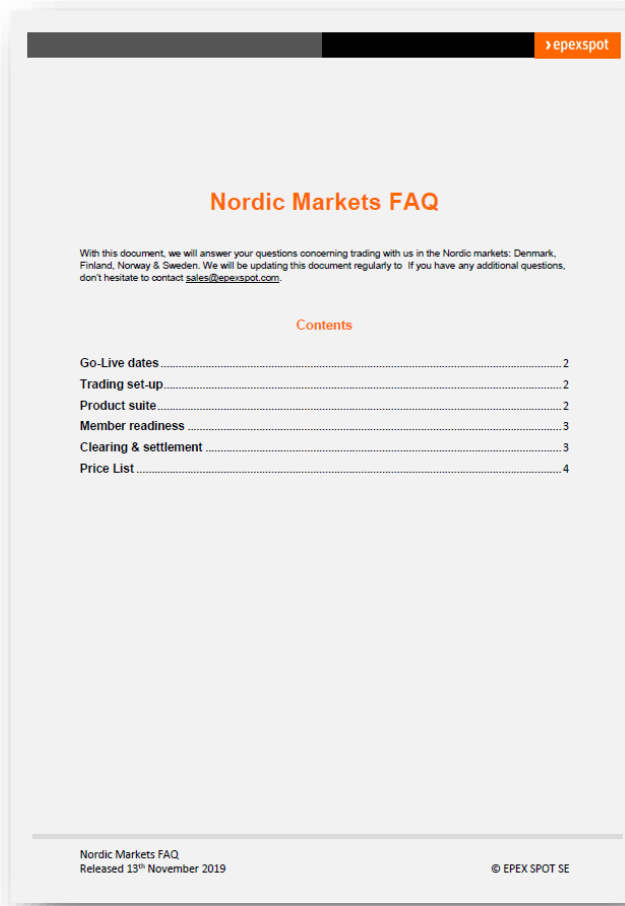 epexspot
Nordic Markets FAQ
With this document, we will answer your questions concerning trading with us in the Nordic markets: Denmark,
Finland, Norway & Sweden. We will be updating this document regularly to  If you have any additional questions,
don't hesitate to contact sales@epexspot.com.
Contents
Go-Live dates 2
Trading set-up 2
Product suite 2
Member readiness 3
Clearing & settlement 3
Price List 4
Nordic Markets FAQ
Released 13th November 2019
© EPEX SPOT SE